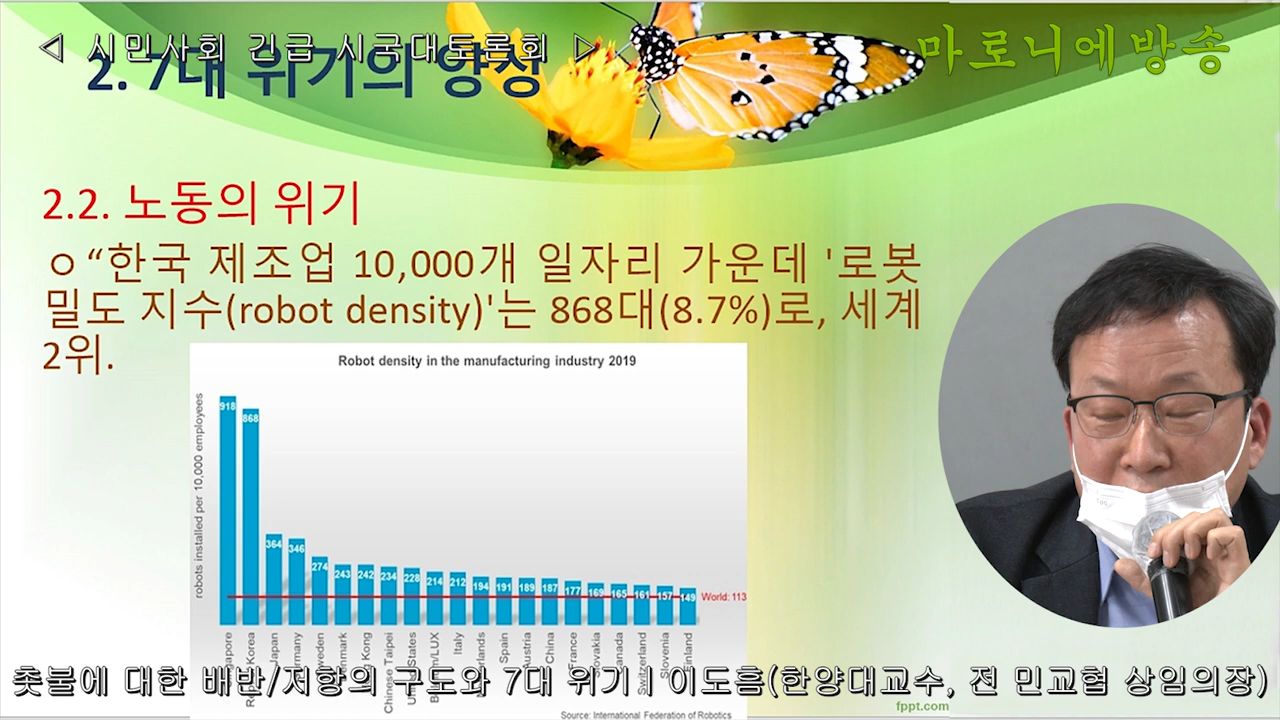 ◁ 시민사회 긴급 시국대토론회 ▷
마로니에방송
2. 7대 위기의 양상
2.2. 노동의 위기
ㅇ“한국 제조업 10,000개 일자리 가운데 '로봇
밀도 지수(robot density)'는 868대(8.7%)로, 세계
2위.
Robot density in the manufacturing industry 2019
robots installed per 10,000 employees
918
868
364
346
274
243
242
234
228
214
212
194
191
189
187
177
169
165
161
157
149
World: 113
Japan
Chinese Taipei
Italy
Spain
China
France
Switzerland
Slovenia
촛불에 대한 배반/저항의 구도와 7대 위기 | 이도흠(한양대교수, 전 민교협 상임의장)
fppt.com
Source: International Federation of Robotics